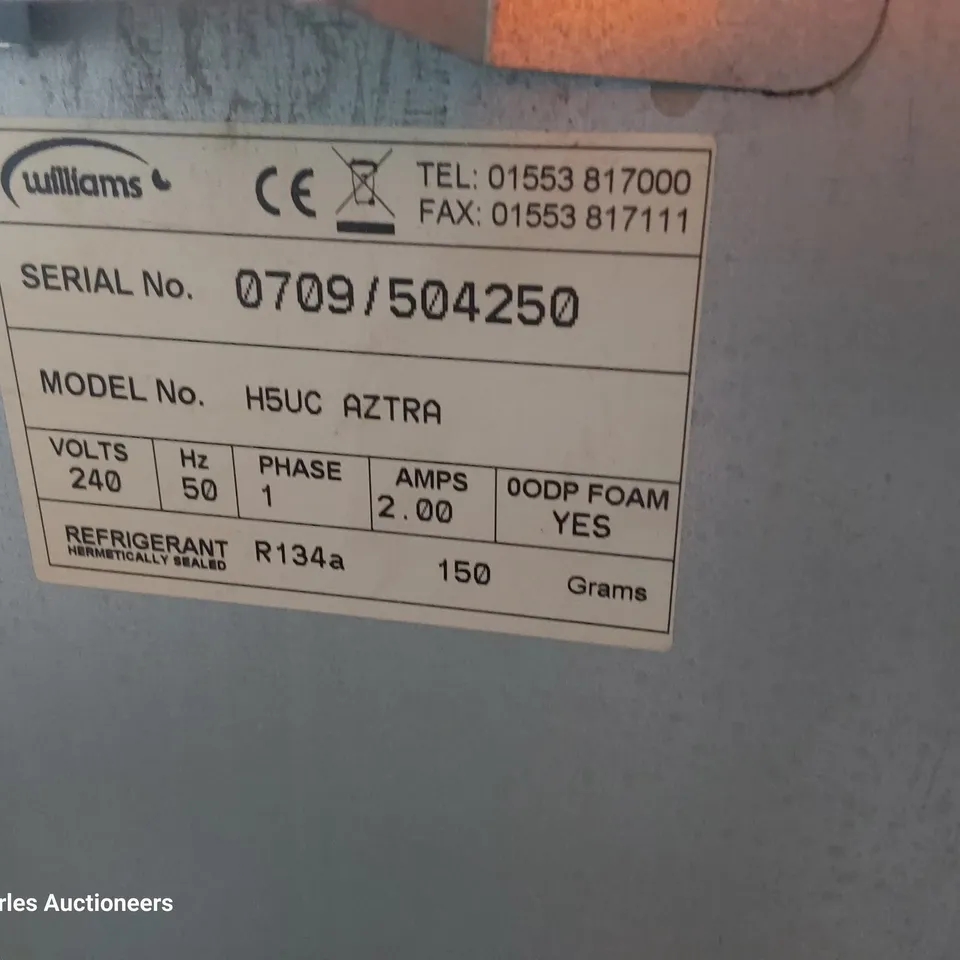 williams
CE
TEL: 01553 817000
FAX: 01553 817111
SERIAL No. 0709/504250
MODEL No. H5UC AZTRA
VOLTS 240
Hz 50
PHASE 1
AMPS 2.00
0ODP FOAM YES
REFRIGERANT R134a 150 Grams
HERMETICALLY SEALED
rles Auctioneers